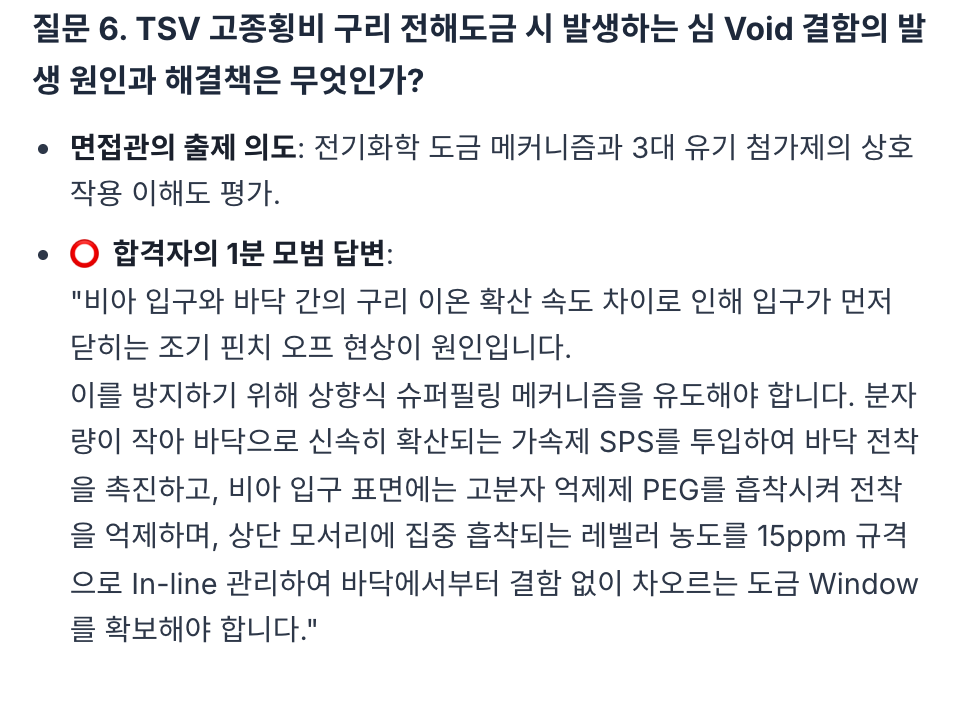 질문 6. TSV 고종횡비 구리 전해도금 시 발생하는 심 Void 결함의 발
생 원인과 해결책은 무엇인가?
• 면접관의 출제 의도: 전기화학 도금 메커니즘과 3대 유기 첨가제의 상호
작용 이해도 평가.
• ⭕ 합격자의 1분 모범 답변:
"비아 입구와 바닥 간의 구리 이온 확산 속도 차이로 인해 입구가 먼저
닫히는 조기 핀치 오프 현상이 원인입니다.
이를 방지하기 위해 상향식 슈퍼필링 메커니즘을 유도해야 합니다. 분자
량이 작아 바닥으로 신속히 확산되는 가속제 SPS를 투입하여 바닥 전착
을 촉진하고, 비아 입구 표면에는 고분자 억제제 PEG를 흡착시켜 전착
을 억제하며, 상단 모서리에 집중 흡착되는 레벨러 농도를 15ppm 규격
으로 In-line 관리하여 바닥에서부터 결함 없이 차오르는 도금 Window
를 확보해야 합니다."